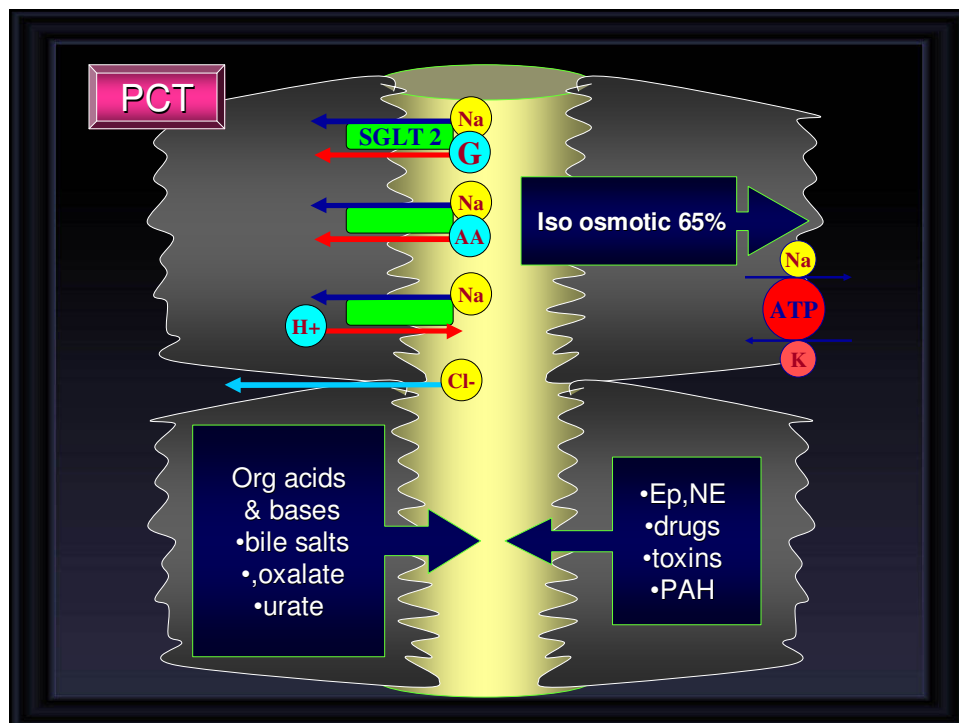 PCT
Na
SGLT 2
G
Na
AA
Na
H+
Cl-
Iso osmotic 65%
Na
ATP
K
Org acids
& bases
•bile salts
•,oxalate
•urate
•Ep,NE
•drugs
•toxins
•PAH